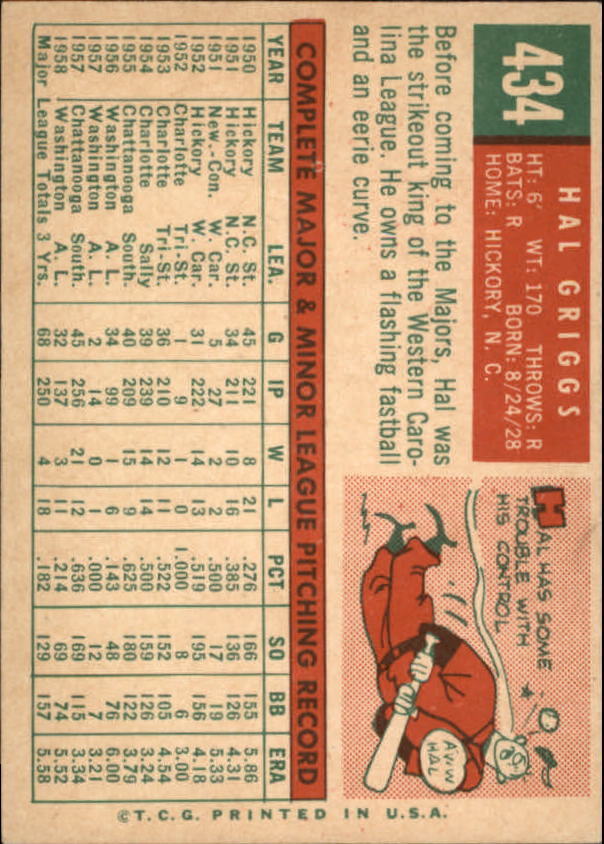 434
HAL GRIGGS
HT: 6' WT: 170 THROWS: R
BATS: R BORN: 8/24/28
HOME: HICKORY, N. C.
Before coming to the Majors, Hal was
the strikeout king of the Western Caro-
lina League. He owns a flashing fastball
and an eerie curve.
HAL HAS SOME
TROUBLE WITH
HIS CONTROL
AWW
HAL
COMPLETE MAJOR & MINOR LEAGUE PITCHING RECORD
YEAR TEAM LEA. G IP W L PCT SO BB ERA
1950 Hickory N.C. St. 45 221 8 21 .276 166 155 5.86
1951 Hickory N.C. St. 34 211 10 16 .385 136 126 4.31
1951 New.-Con. W. Car. 5 27 2 2 .500 17 19 5.33
1952 Hickory W. Car. 31 222 14 13 .519 195 156 4.18
1952 Charlotte Tri-St. 1 9 1 0 1.000 8 6 3.00
1953 Charlotte Tri-St. 36 210 12 11 .522 152 105 4.54
1954 Charlotte Sally 39 239 14 14 .500 159 126 3.24
1955 Chattanooga South. 40 209 15 9 .625 180 122 3.79
1956 Washington A. L. 34 99 1 6 .143 48 76 6.00
1957 Washington A. L. 2 14 0 1 .000 12 7 3.21
1957 Chattanooga South. 45 256 21 12 .636 169 115 3.34
1958 Washington A. L. 32 137 3 11 .214 69 74 5.52
Major League Totals 3 Yrs. 68 250 4 18 .182 129 157 5.58
©T.C.G. PRINTED IN U.S.A.